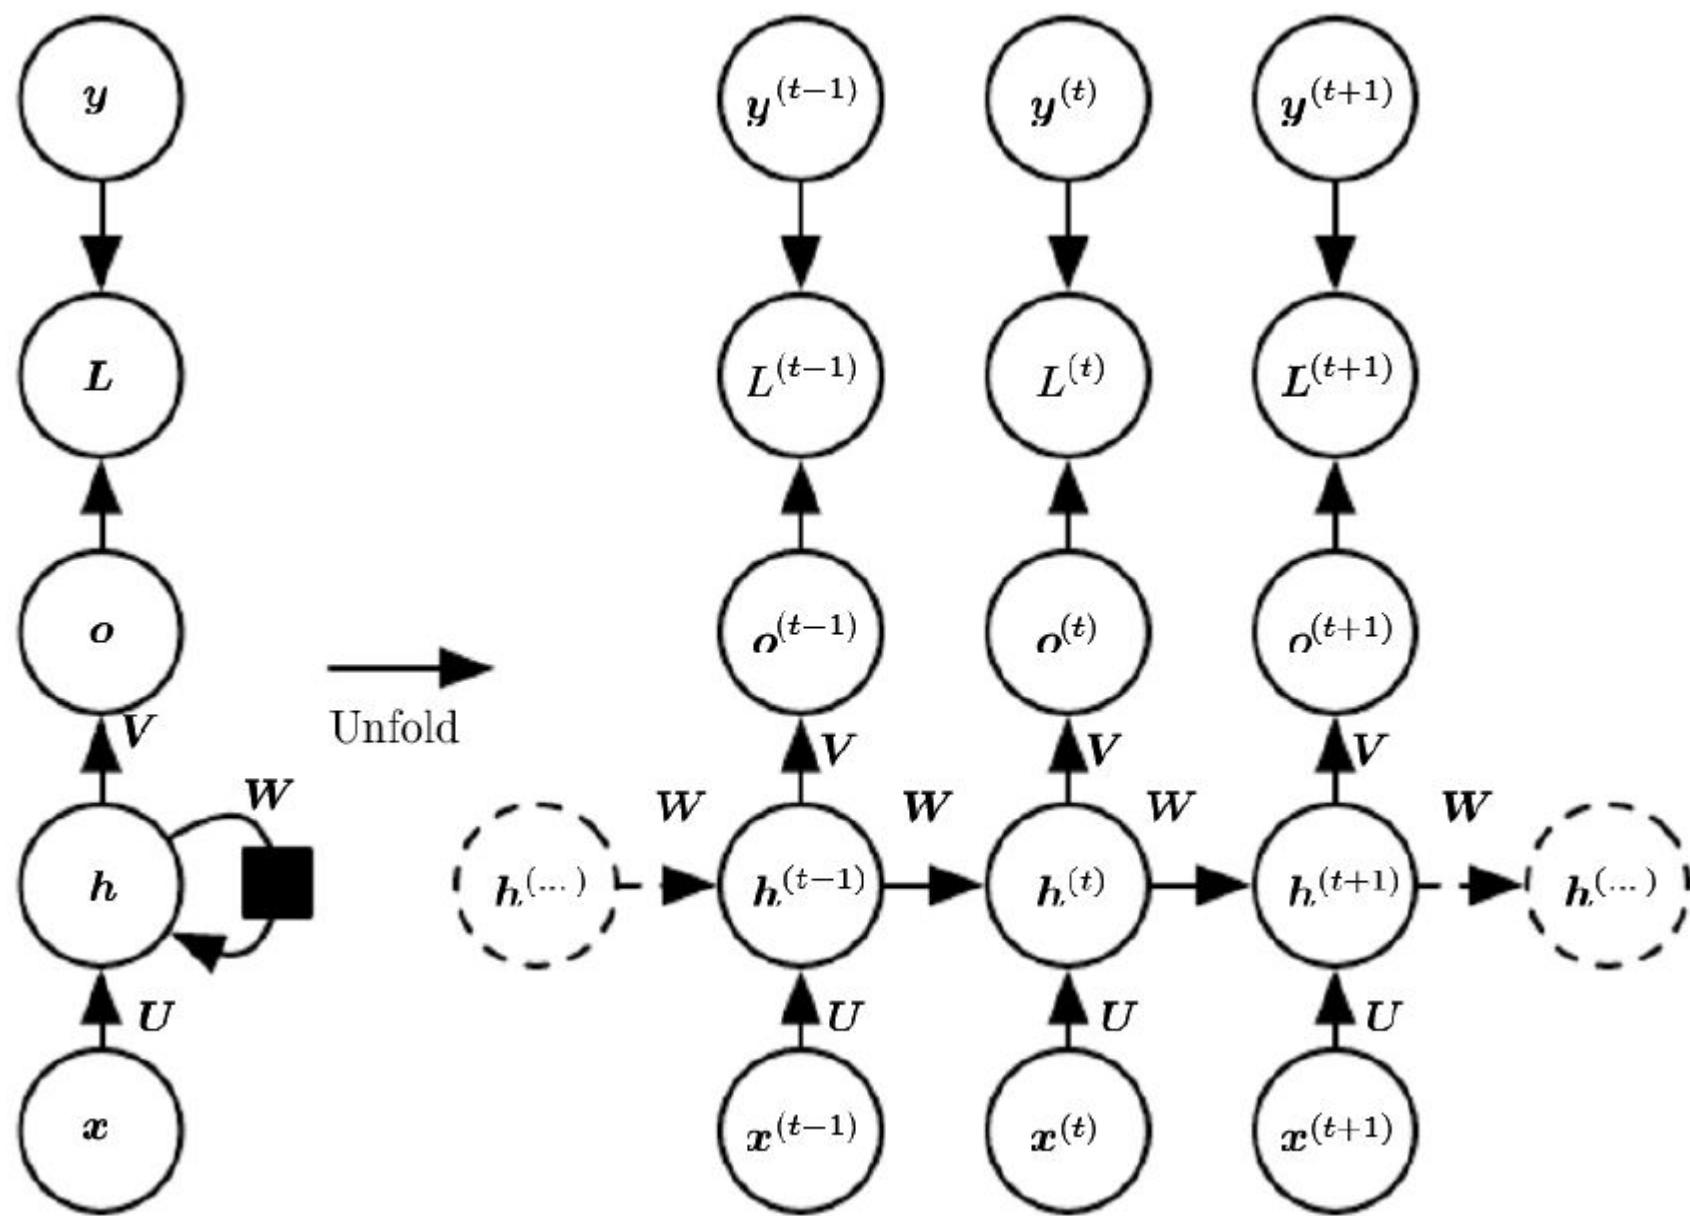 y y(t−1) y(t) y(t+1)
L L(t−1) L(t) L(t+1)
o o(t−1) o(t) o(t+1)
Unfold
V V V V
W W W W W
h h(...) h(t−1) h(t) h(t+1) h(...)
U U U U
x x(t−1) x(t) x(t+1)